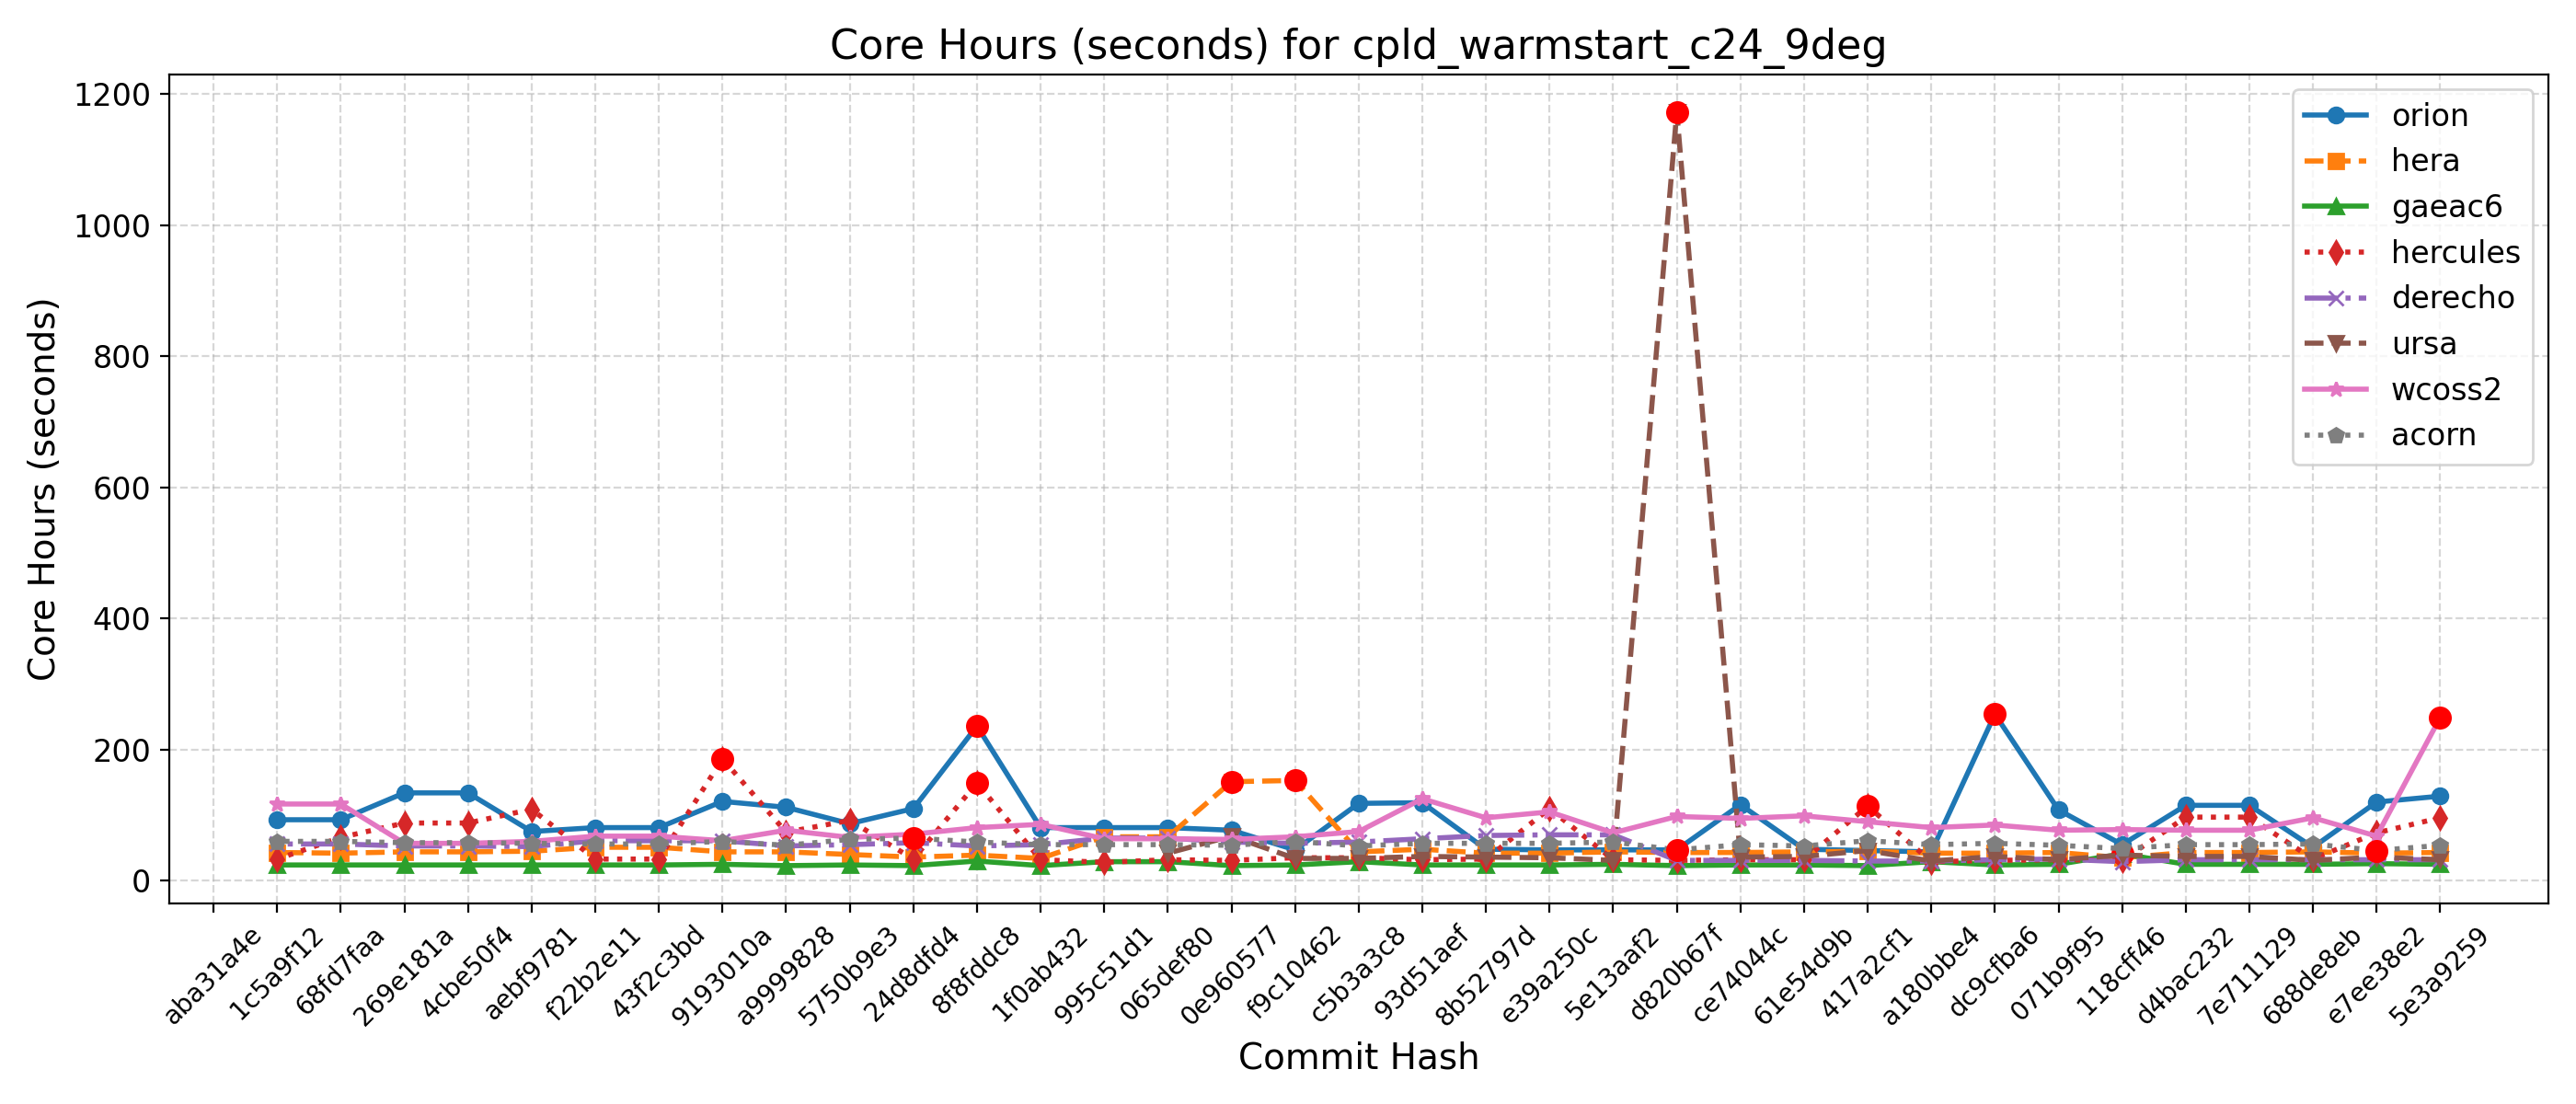 Core Hours (seconds) for cpld_warmstart_c24_9deg
Core Hours (seconds)
1200
1000
800
600
400
200
0
orion
hera
gaeac6
hercules
derecho
ursa
wcoss2
acorn
aba31a4e
1c5a9f12
68fd7faa
269e181a
4cbe50f4
aebf9781
f22b2e11
43f2c3bd
9193010a
a9999828
5750b9e3
24d8dfd4
8f8fddc8
1f0ab432
995c51d1
065def80
0e960577
f9c10462
c5b3a3c8
93d51aef
8b52797d
e39a250c
5e13aaf2
d820b67f
ce74044c
61e54d9b
417a2cf1
a180bbe4
dc9cfba6
071b9f95
118cff46
d4bac232
7e711129
688de8eb
e7ee38e2
5e3a9259
Commit Hash